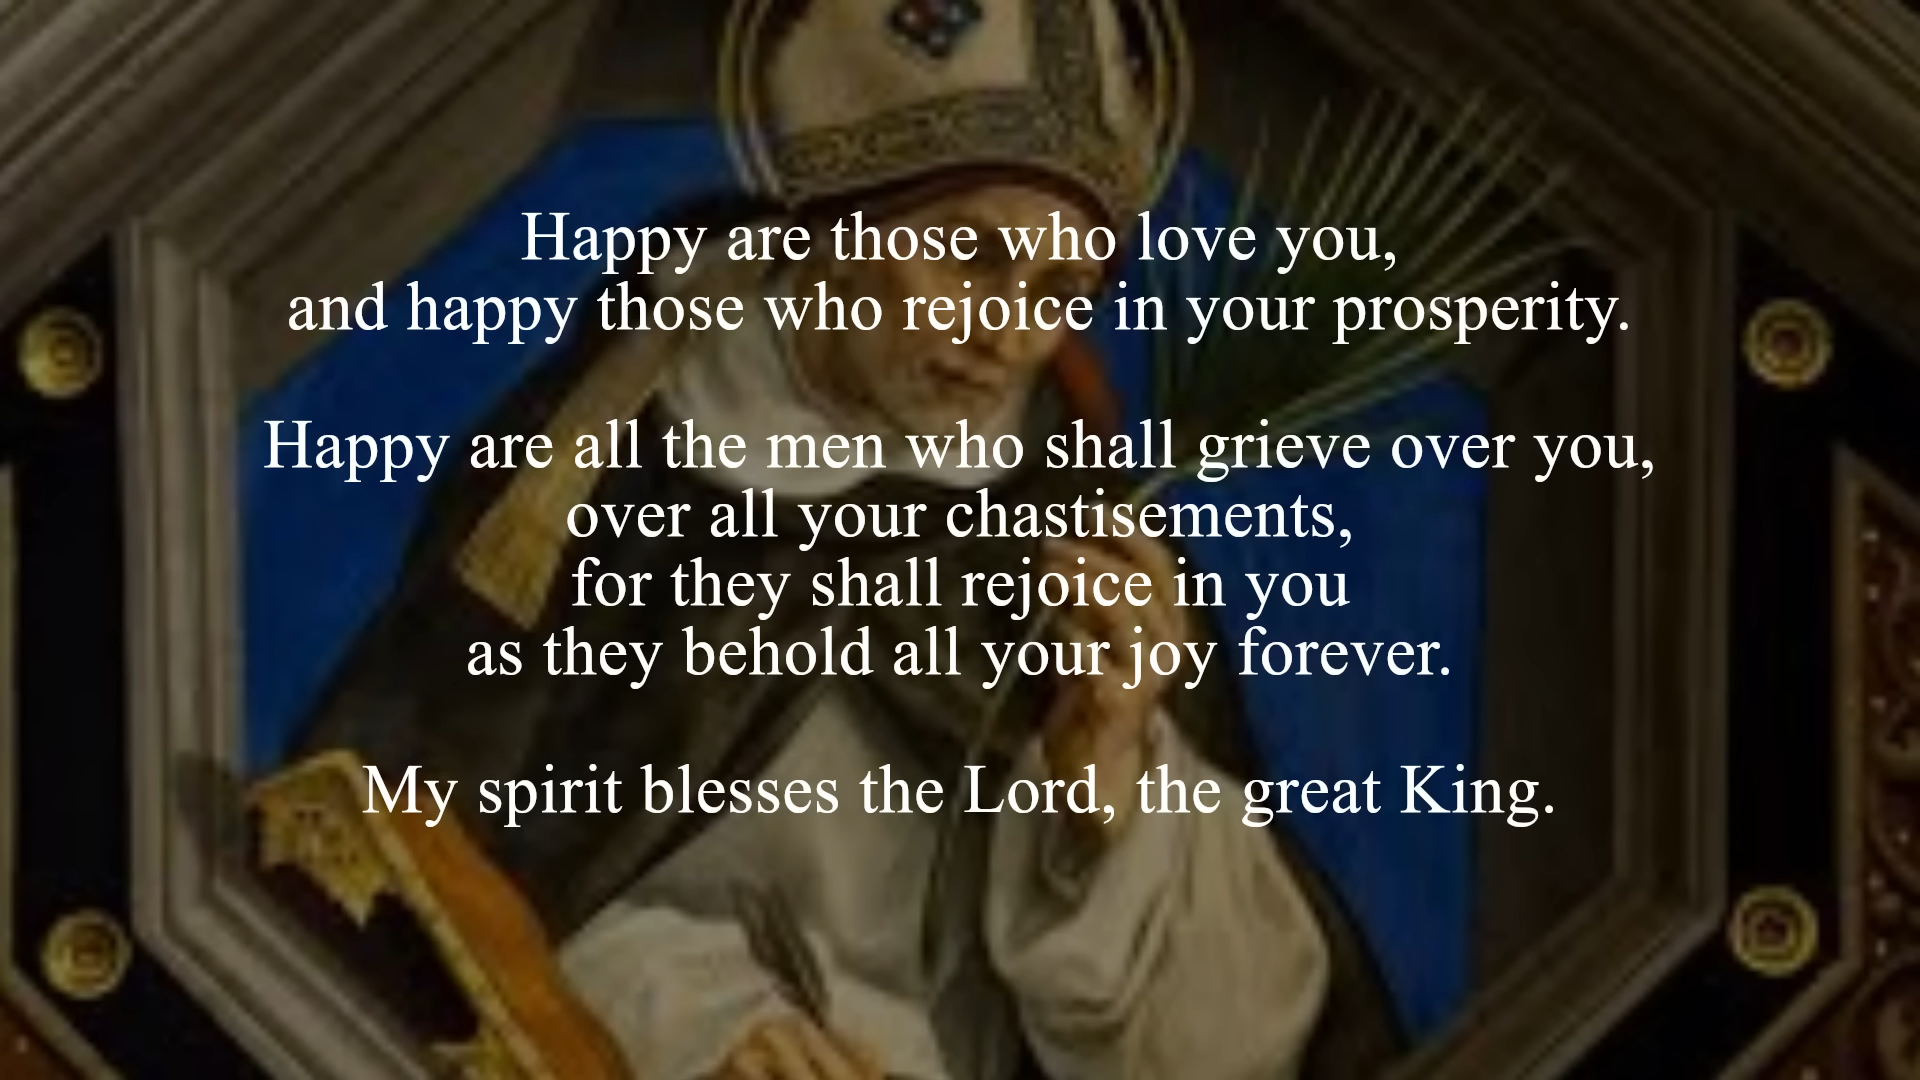 Happy are those who love you,
and happy those who rejoice in your prosperity.
Happy are all the men who shall grieve over you,
over all your chastisements,
for they shall rejoice in you
as they behold all your joy forever.
My spirit blesses the Lord, the great King.